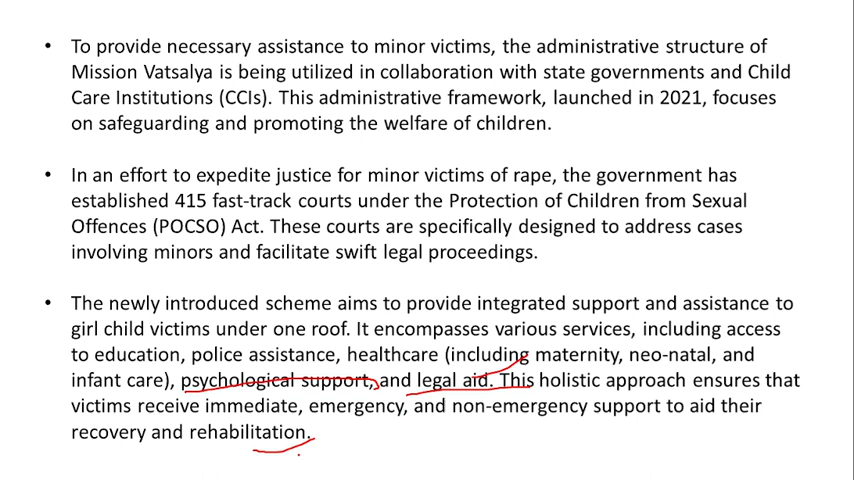 • To provide necessary assistance to minor victims, the administrative structure of
Mission Vatsalya is being utilized in collaboration with state governments and Child
Care Institutions (CCIs). This administrative framework, launched in 2021, focuses
on safeguarding and promoting the welfare of children.
• In an effort to expedite justice for minor victims of rape, the government has
established 415 fast-track courts under the Protection of Children from Sexual
Offences (POCSO) Act. These courts are specifically designed to address cases
involving minors and facilitate swift legal proceedings.
• The newly introduced scheme aims to provide integrated support and assistance to
girl child victims under one roof. It encompasses various services, including access
to education, police assistance, healthcare (including maternity, neo-natal, and
infant care), psychological support, and legal aid. This holistic approach ensures that
victims receive immediate, emergency, and non-emergency support to aid their
recovery and rehabilitation.